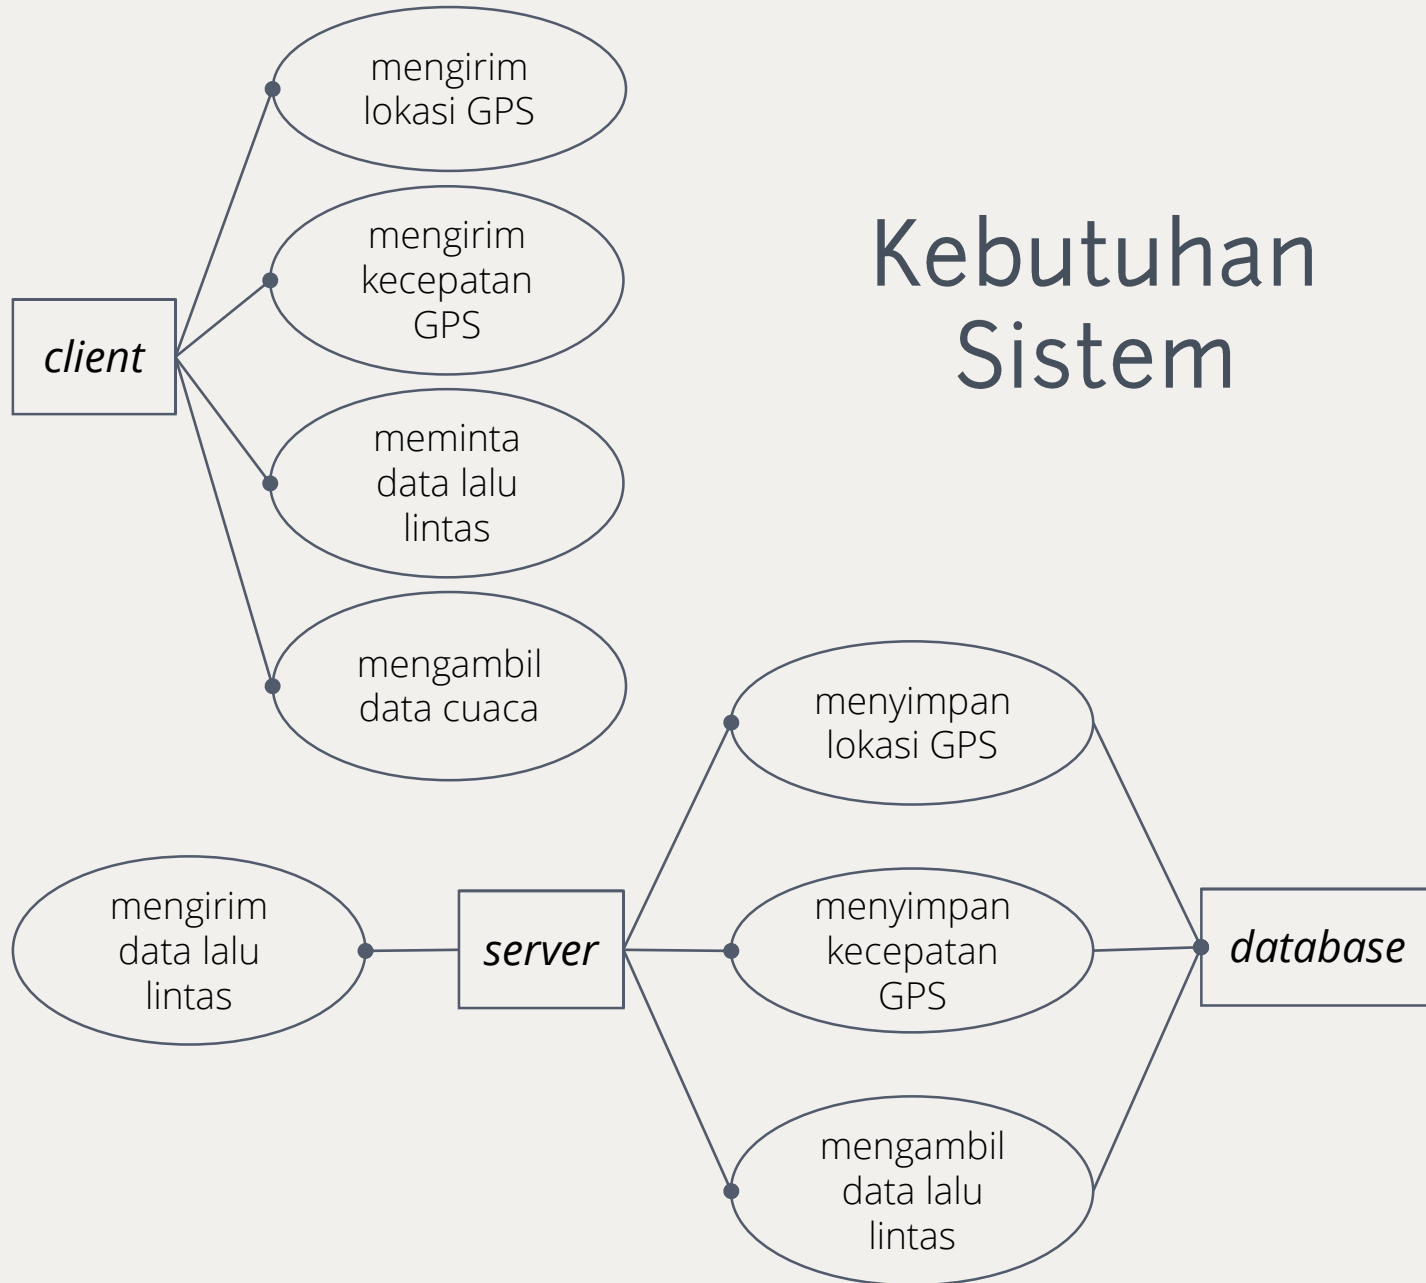 mengirim
lokasi GPS
mengirim
kecepatan
GPS
Kebutuhan
Sistem
client
meminta
data lalu
lintas
mengambil
data cuaca
menyimpan
lokasi GPS
mengirim
data lalu
lintas
server
menyimpan
kecepatan
GPS
database
mengambil
data lalu
lintas